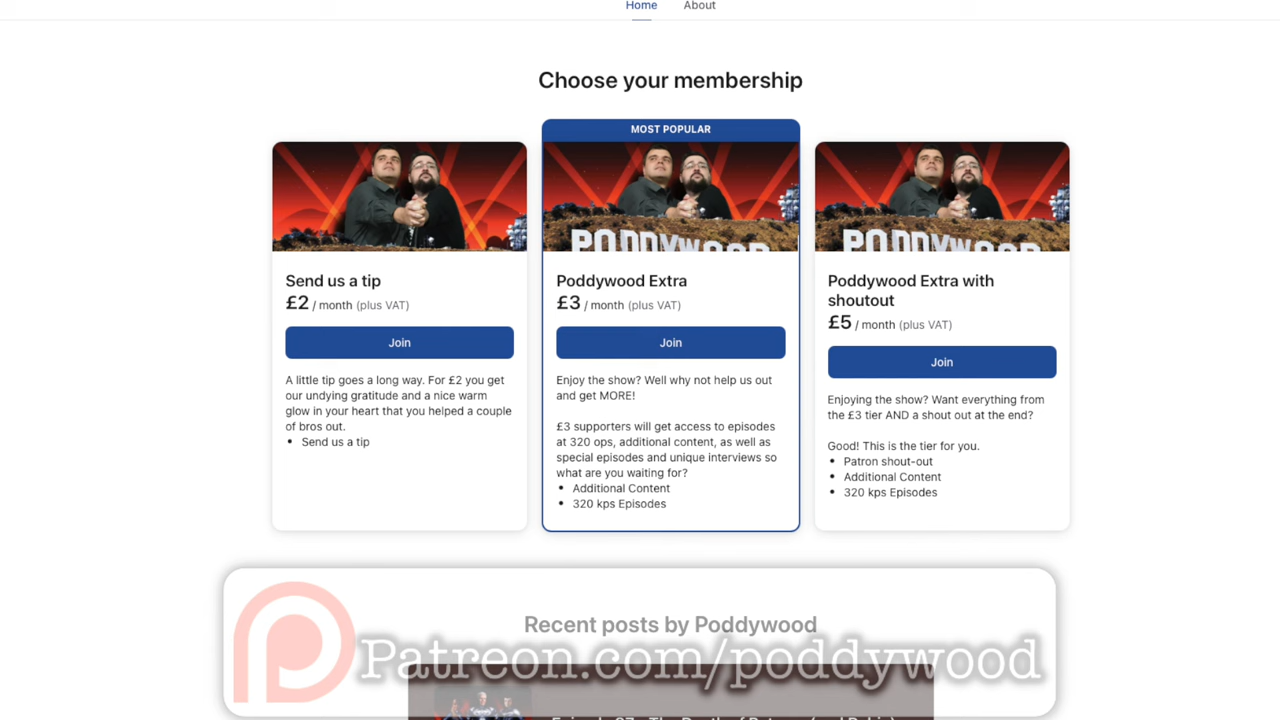 Home
About
Choose your membership
MOST POPULAR
PODDYWOOD
PODDYWOOD
Send us a tip
£2 / month (plus VAT)
Join
A little tip goes a long way. For £2 you get
our undying gratitude and a nice warm
glow in your heart that you helped a couple
of bros out.
• Send us a tip
Poddywood Extra
£3 / month (plus VAT)
Join
Enjoy the show? Well why not help us out
and get MORE!
£3 supporters will get access to episodes
at 320 ops, additional content, as well as
special episodes and unique interviews so
what are you waiting for?
• Additional Content
• 320 kps Episodes
Poddywood Extra with
shoutout
£5 / month (plus VAT)
Join
Enjoying the show? Want everything from
the £3 tier AND a shout out at the end?
Good! This is the tier for you.
• Patron shout-out
• Additional Content
• 320 kps Episodes
Recent posts by Poddywood
Patreon.com/poddywood